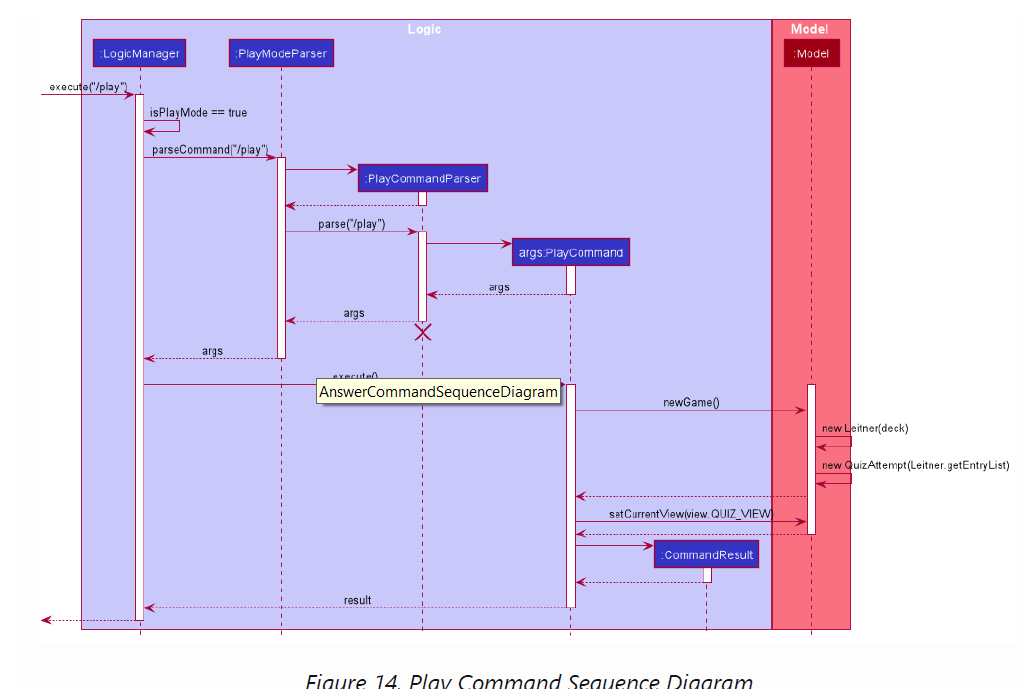 Logic
Model
:LogicManager
:PlayModeParser
:Model
execute("/play")
isPlayMode == true
parseCommand("/play")
:PlayCommandParser
parse("/play")
args:PlayCommand
args
args
args
execute()
AnswerCommandSequenceDiagram
newGame()
new Leitner(deck)
new QuizAttempt(Leitner.getEntryList)
setCurrentView(view.QUIZ_VIEW)
:CommandResult
result
Figure 14. Play Command Sequence Diagram